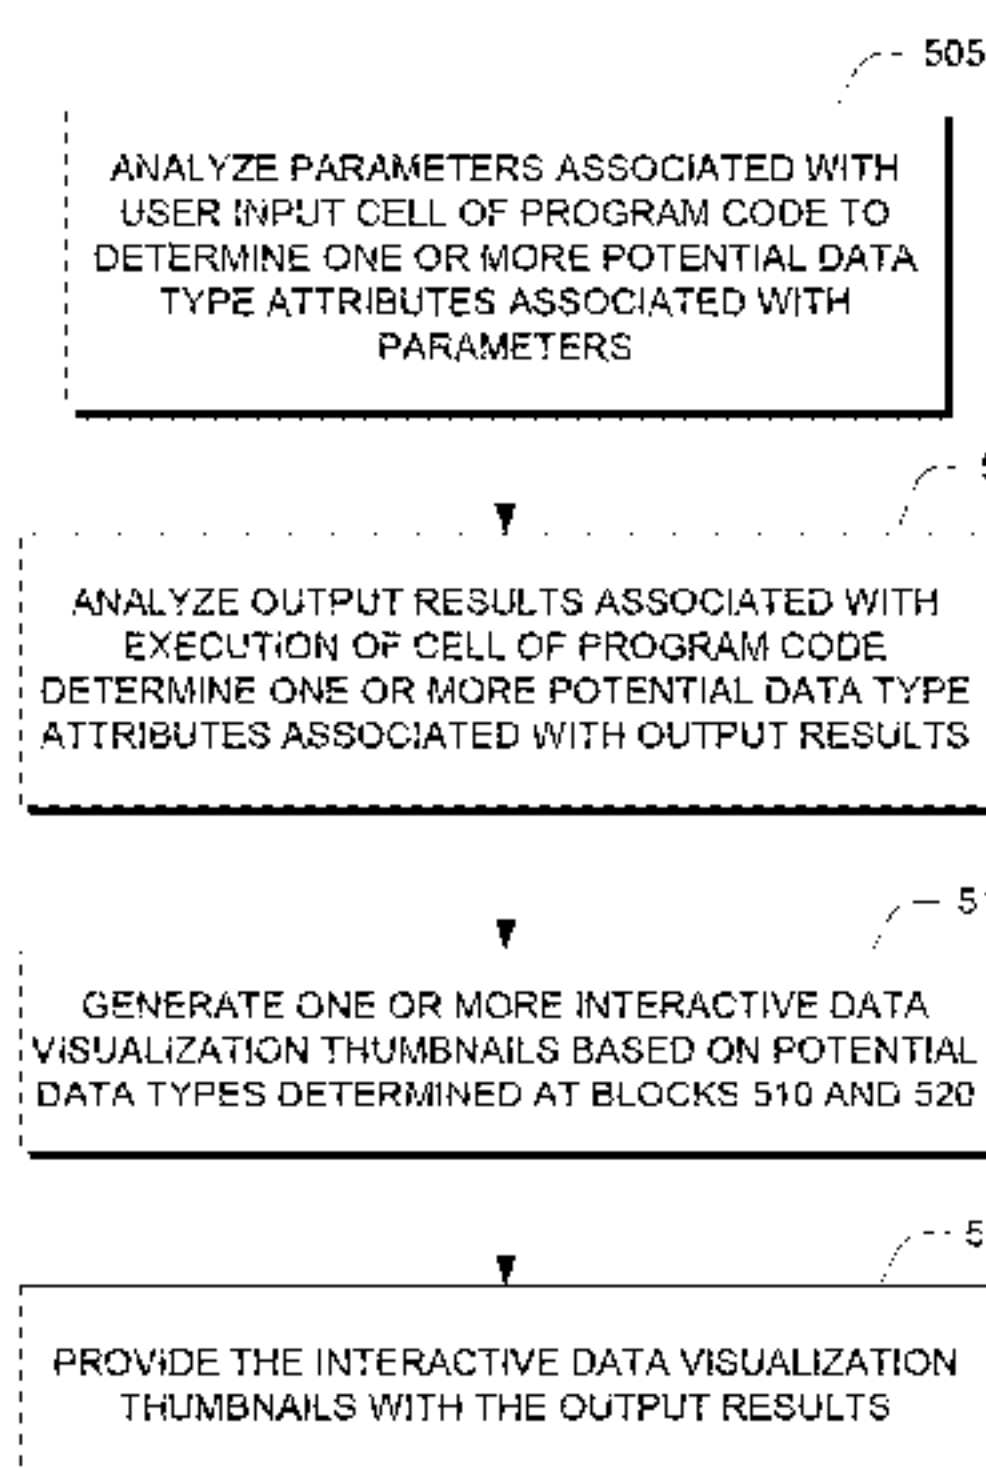 505
ANALYZE PARAMETERS ASSOCIATED WITH
USER INPUT CELL OF PROGRAM CODE TO
DETERMINE ONE OR MORE POTENTIAL DATA
TYPE ATTRIBUTES ASSOCIATED WITH
PARAMETERS
ANALYZE OUTPUT RESULTS ASSOCIATED WITH
EXECUTION OF CELL OF PROGRAM CODE
DETERMINE ONE OR MORE POTENTIAL DATA TYPE
ATTRIBUTES ASSOCIATED WITH OUTPUT RESULTS
GENERATE ONE OR MORE INTERACTIVE DATA
VISUALIZATION THUMBNAILS BASED ON POTENTIAL
DATA TYPES DETERMINED AT BLOCKS 510 AND 520
PROVIDE THE INTERACTIVE DATA VISUALIZATION
THUMBNAILS WITH THE OUTPUT RESULTS